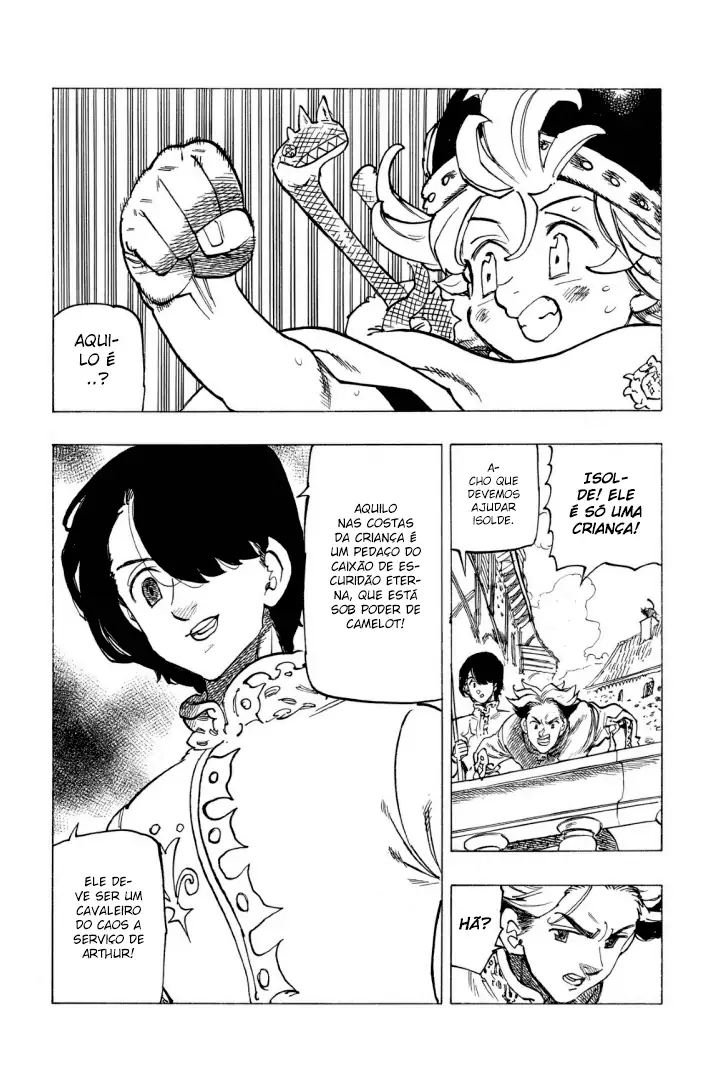 AQUI-
LO É
..?
ISOL-
DE! ELE
É SÓ UMA
CRIANÇA!
A-
CHO QUE
DEVEMOS
AJUDAR
ISOLDE.
HÃ?
AQUILO
NAS COSTAS
DA CRIANÇA É
UM PEDAÇO DO
CAIXÃO DE ES-
CURIDÃO ETER-
NA, QUE ESTÁ
SOB PODER DE
CAMELOT!
ELE DE-
VE SER UM
CAVALEIRO
DO CAOS A
SERVIÇO DE
ARTHUR!